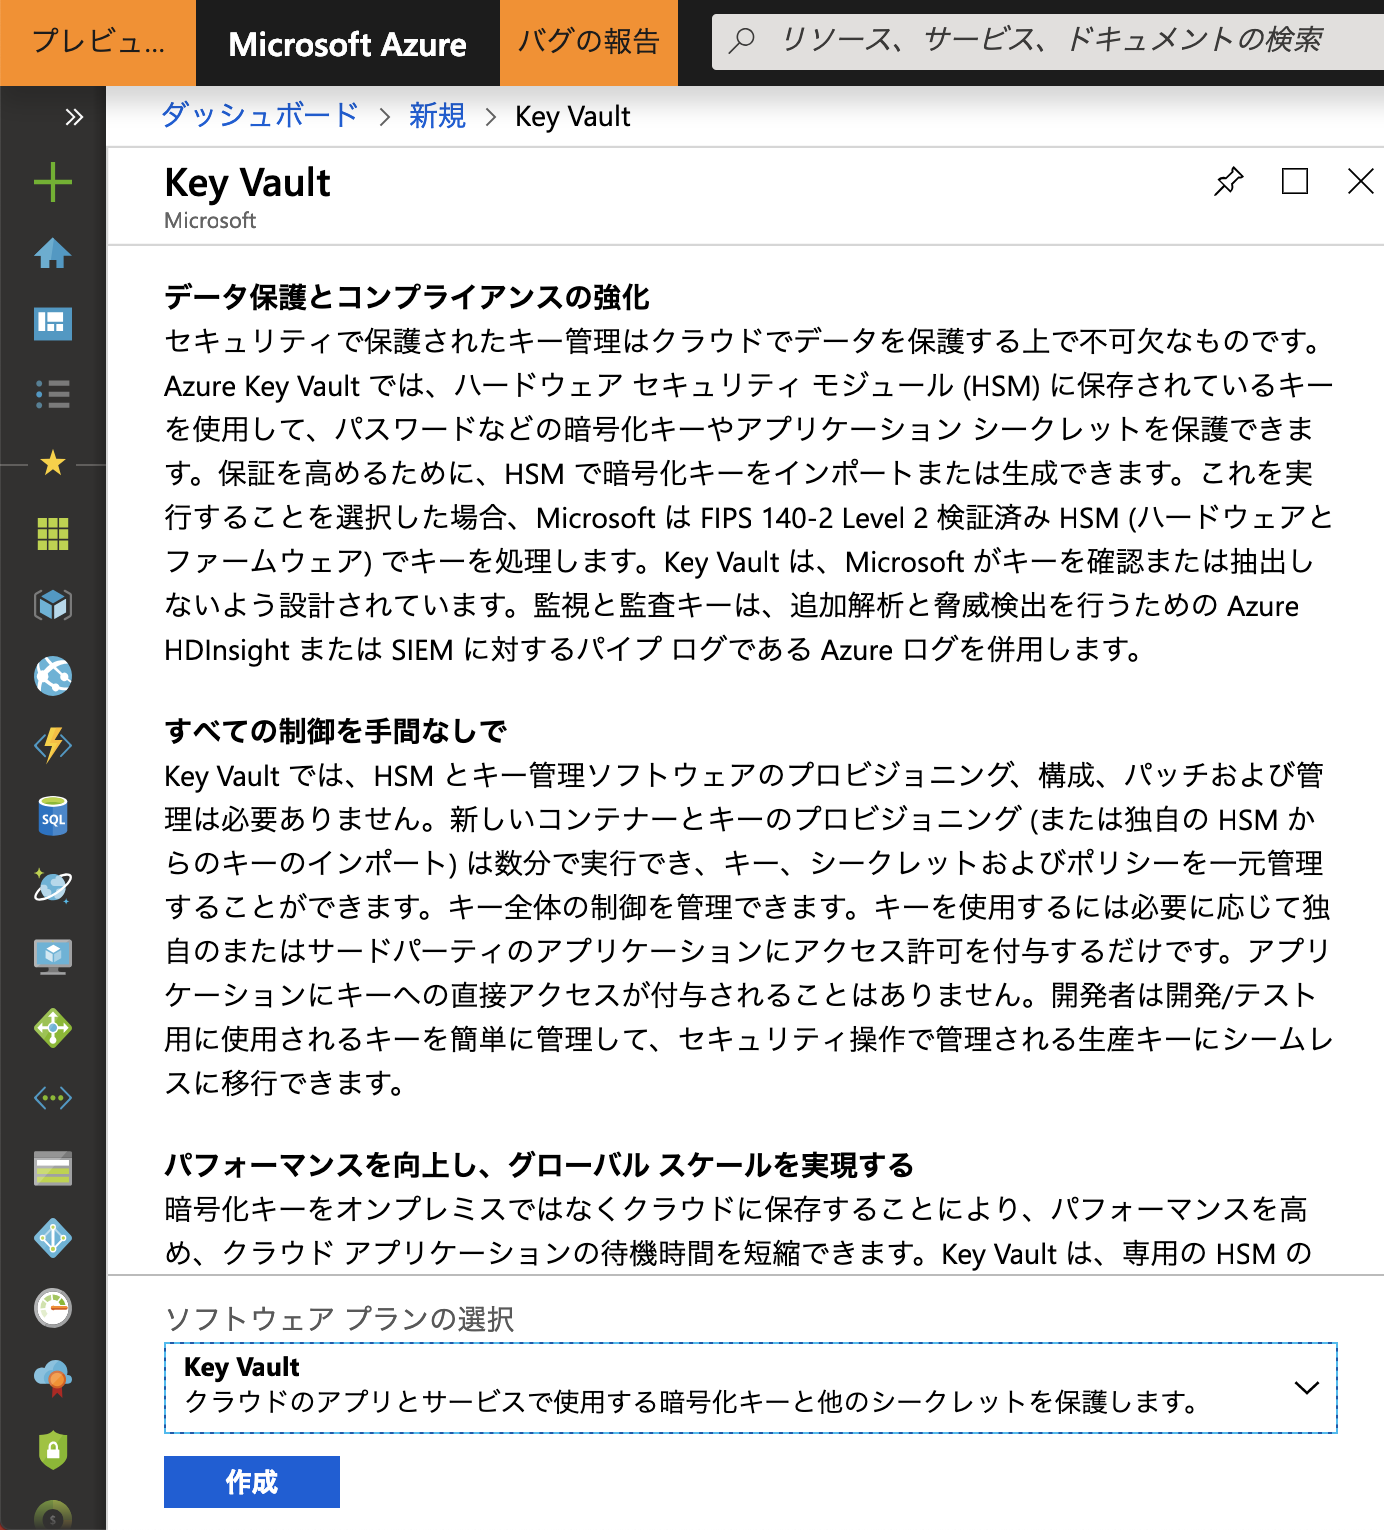 プレビュ...
Microsoft Azure
バグの報告
リソース、サービス、ドキュメントの検索
ダッシュボード > 新規 > Key Vault
Key Vault
Microsoft
データ保護とコンプライアンスの強化
セキュリティで保護されたキー管理はクラウドでデータを保護する上で不可欠なものです。
Azure Key Vault では、ハードウェア セキュリティ モジュール (HSM) に保存されているキー
を使用して、パスワードなどの暗号化キーやアプリケーション シークレットを保護できま
す。保証を高めるために、HSM で暗号化キーをインポートまたは生成できます。これを実
行することを選択した場合、Microsoft は FIPS 140-2 Level 2 検証済み HSM (ハードウェアと
ファームウェア) でキーを処理します。Key Vault は、Microsoft がキーを確認または抽出し
ないよう設計されています。監視と監査キーは、追加解析と脅威検出を行うための Azure
HDInsight または SIEM に対するパイプ ログである Azure ログを併用します。
すべての制御を手間なしで
Key Vault では、HSM とキー管理ソフトウェアのプロビジョニング、構成、パッチおよび管
理は必要ありません。新しいコンテナーとキーのプロビジョニング (または独自の HSM か
らのキーのインポート) は数分で実行でき、キー、シークレットおよびポリシーを一元管理
することができます。キー全体の制御を管理できます。キーを使用するには必要に応じて独
自のまたはサードパーティのアプリケーションにアクセス許可を付与するだけです。アプリ
ケーションにキーへの直接アクセスが付与されることはありません。開発者は開発/テスト
用に使用されるキーを簡単に管理して、セキュリティ操作で管理される生産キーにシームレ
スに移行できます。
パフォーマンスを向上し、グローバル スケールを実現する
暗号化キーをオンプレミスではなくクラウドに保存することにより、パフォーマンスを高
め、クラウド アプリケーションの待機時間を短縮できます。Key Vault は、専用の HSM の
ソフトウェア プランの選択
Key Vault
クラウドのアプリとサービスで使用する暗号化キーと他のシークレットを保護します。
作成
SQL